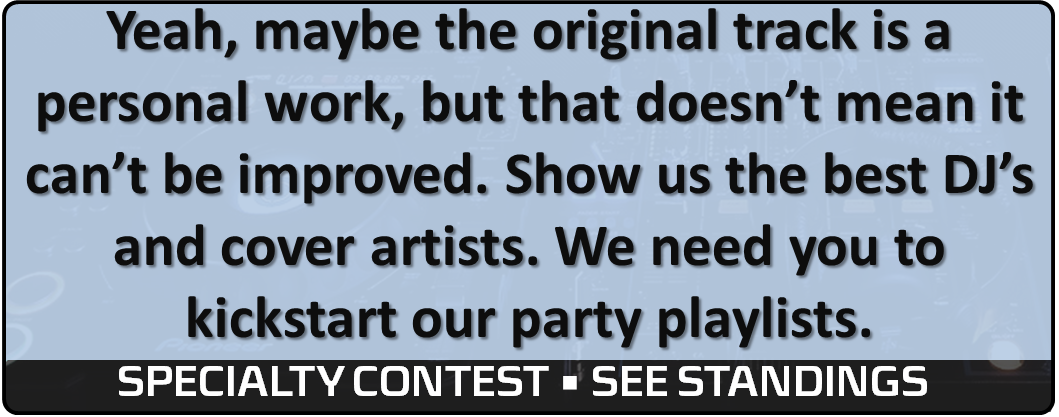 Yeah, maybe the original track is a
personal work, but that doesn’t mean it
can’t be improved. Show us the best DJ’s
and cover artists. We need you to
kickstart our party playlists.
SPECIALTY CONTEST ▪ SEE STANDINGS